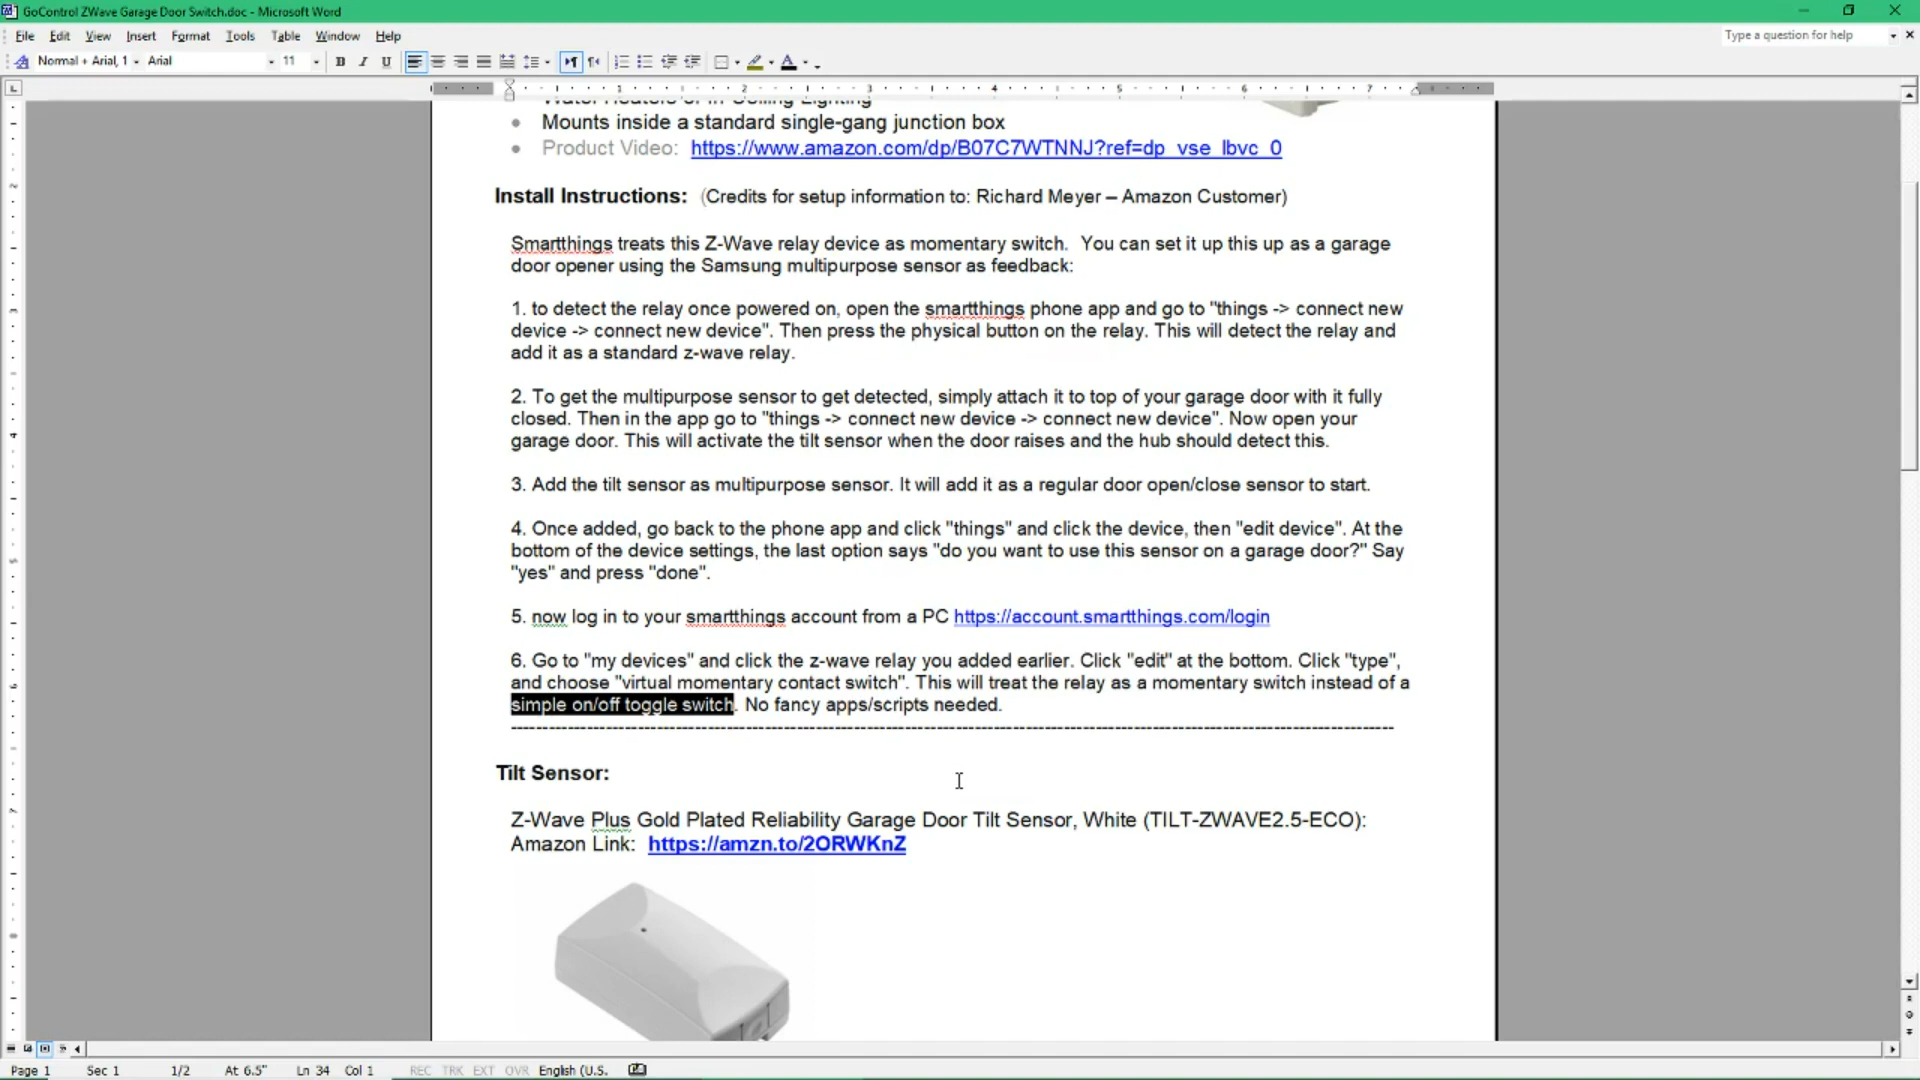 GoControl ZWave Garage Door Switch.doc - Microsoft Word
File Edit View Insert Format Tools Table Window Help
Type a question for help
Normal + Arial, 1 Arial 11 B I U
1 2 3 4 5 6 7
Water Heaters or In-Ceiling Lighting
• Mounts inside a standard single-gang junction box
• Product Video: https://www.amazon.com/dp/B07C7WTNNJ?ref=dp_vse_lbvc_0
Install Instructions: (Credits for setup information to: Richard Meyer – Amazon Customer)
Smartthings treats this Z-Wave relay device as momentary switch. You can set it up this up as a garage
door opener using the Samsung multipurpose sensor as feedback:
1. to detect the relay once powered on, open the smartthings phone app and go to "things -> connect new
device -> connect new device". Then press the physical button on the relay. This will detect the relay and
add it as a standard z-wave relay.
2. To get the multipurpose sensor to get detected, simply attach it to top of your garage door with it fully
closed. Then in the app go to "things -> connect new device -> connect new device". Now open your
garage door. This will activate the tilt sensor when the door raises and the hub should detect this.
3. Add the tilt sensor as multipurpose sensor. It will add it as a regular door open/close sensor to start.
4. Once added, go back to the phone app and click "things" and click the device, then "edit device". At the
bottom of the device settings, the last option says "do you want to use this sensor on a garage door?" Say
"yes" and press "done".
5. now log in to your smartthings account from a PC https://account.smartthings.com/login
6. Go to "my devices" and click the z-wave relay you added earlier. Click "edit" at the bottom. Click "type",
and choose "virtual momentary contact switch". This will treat the relay as a momentary switch instead of a
simple on/off toggle switch. No fancy apps/scripts needed.
Tilt Sensor:
Z-Wave Plus Gold Plated Reliability Garage Door Tilt Sensor, White (TILT-ZWAVE2.5-ECO):
Amazon Link: https://amzn.to/2ORWKnZ
Page 1 Sec 1 1/2 At 6.5" Ln 34 Col 1 REC TRK EXT OVR English (U.S.